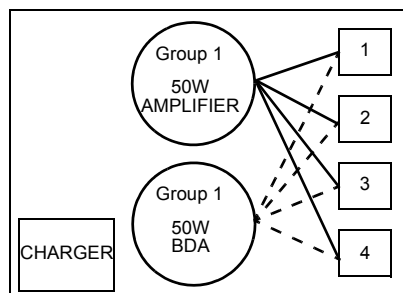 Group 1
50W
AMPLIFIER
1
2
3
4
Group 1
50W
BDA
CHARGER